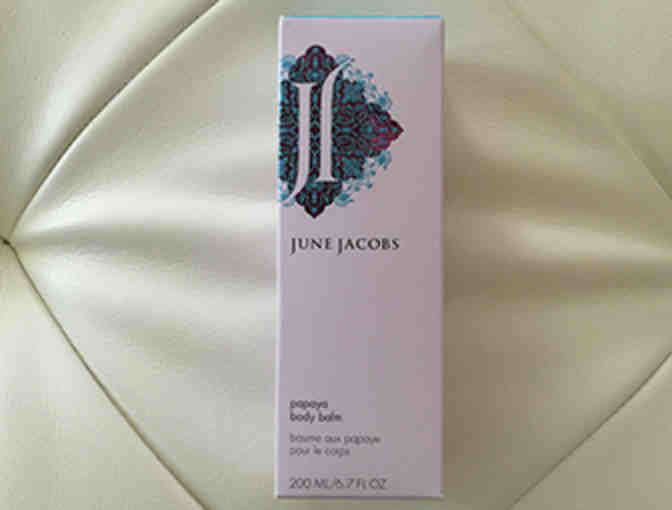 JJ
JUNE JACOBS
papaya
body balm
baume aux papaye
pour le corps
200 ML/6.7 FL OZ